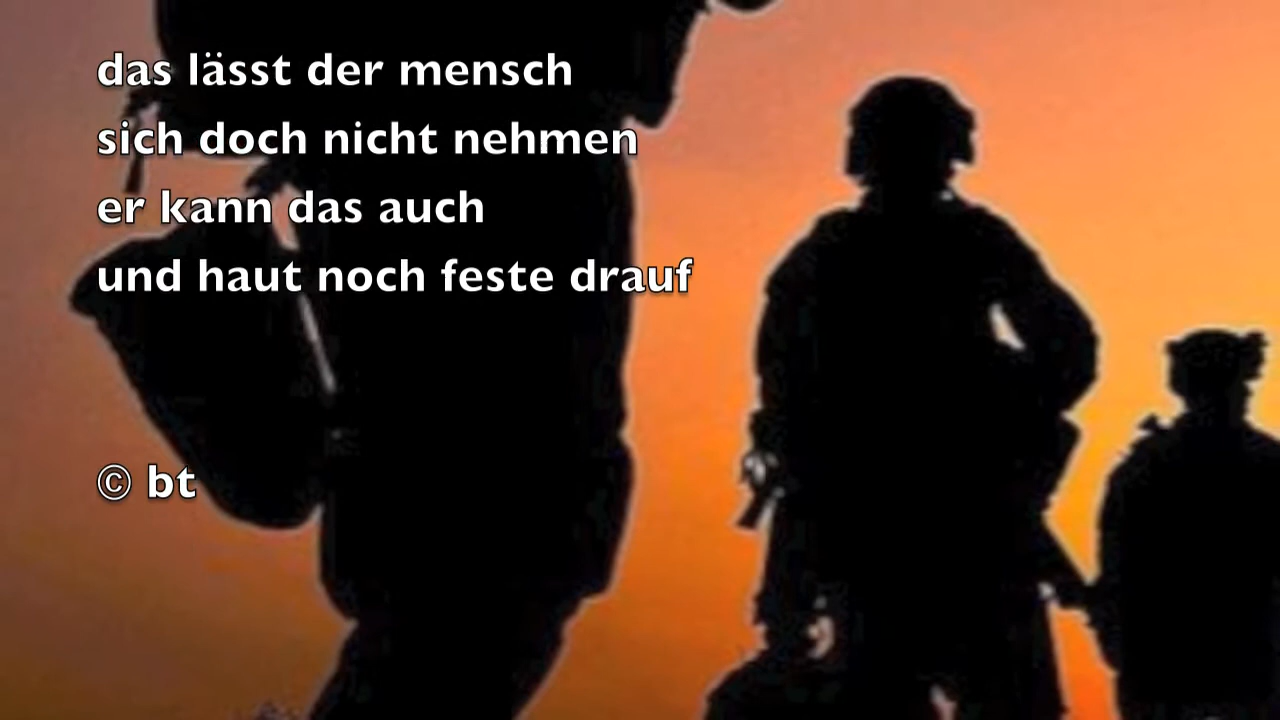 das lässt der mensch
sich doch nicht nehmen
er kann das auch
und haut noch feste drauf
© bt